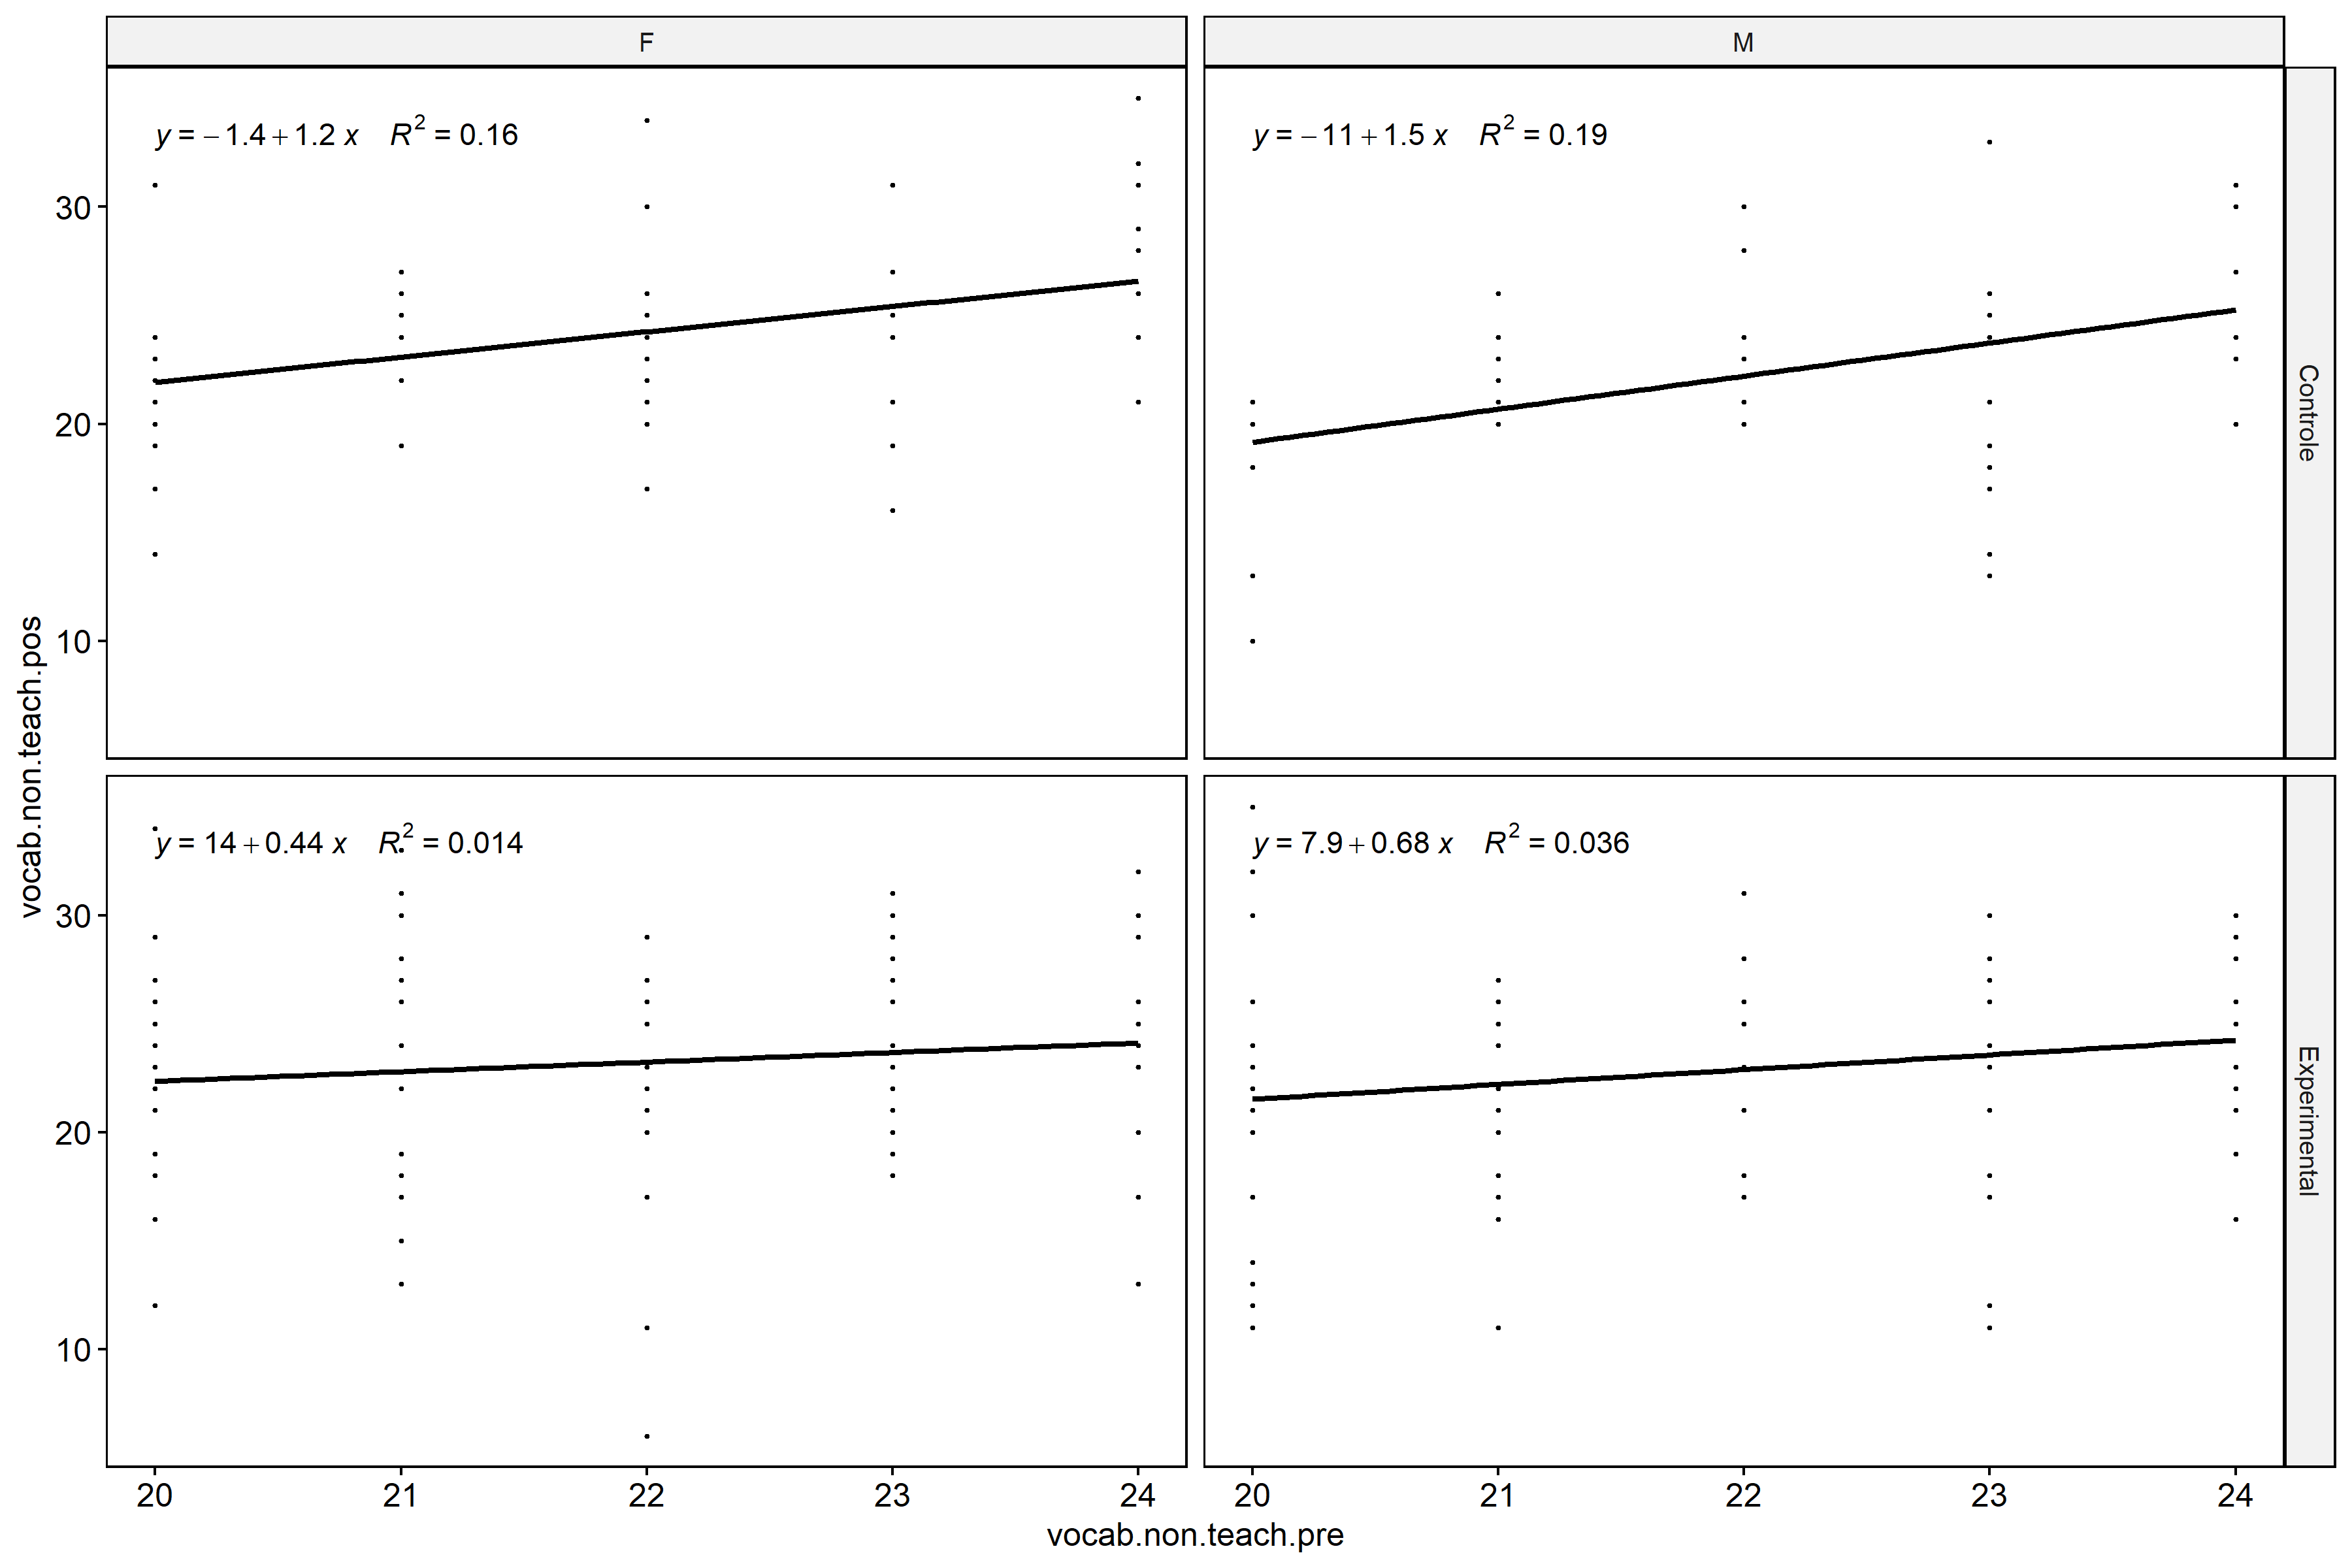 F
M
y = − 1.4 + 1.2 x R² = 0.16
y = − 11 + 1.5 x R² = 0.19
30
20
10
Controle
y = 14 + 0.44 x R² = 0.014
y = 7.9 + 0.68 x R² = 0.036
30
20
10
Experimental
vocab.non.teach.pos
20 21 22 23 24
20 21 22 23 24
vocab.non.teach.pre